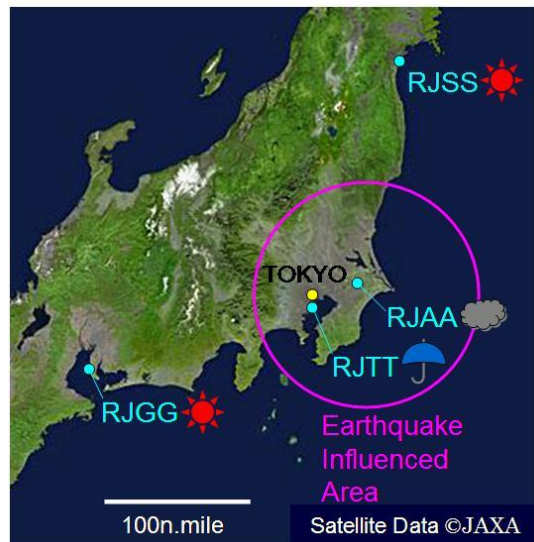 RJSS
TOKYO
RJAA
RJTT
RJGG
Earthquake
Influenced
Area
100n.mile
Satellite Data ©JAXA